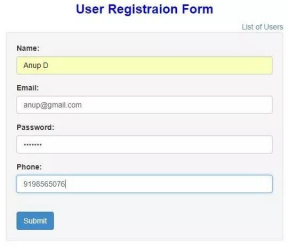 User Registraion Form
List of Users
Name:
Anup D
Email:
anup@gmail.com
Password:
•••••••
Phone:
9198565076
Submit